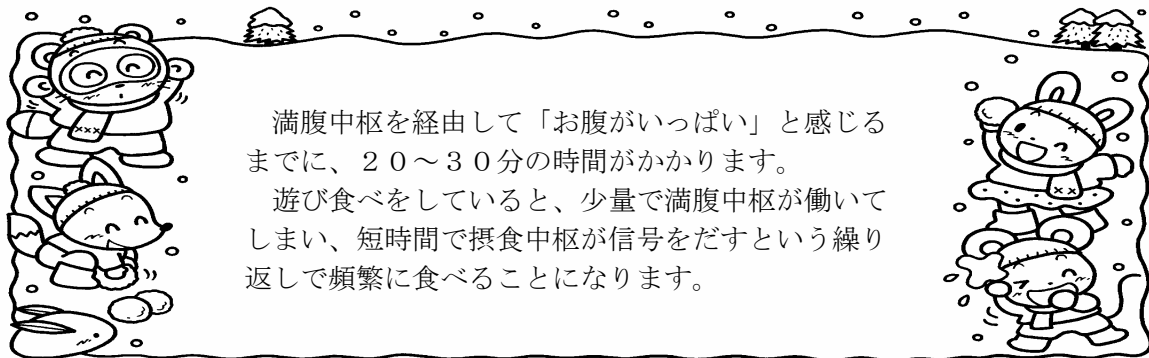 満腹中枢を経由して「お腹がいっぱい」と感じる
までに、２０～３０分の時間がかかります。
遊び食べをしていると、少量で満腹中枢が働いて
しまい、短時間で摂食中枢が信号をだすという繰り
返しで頻繁に食べることになります。